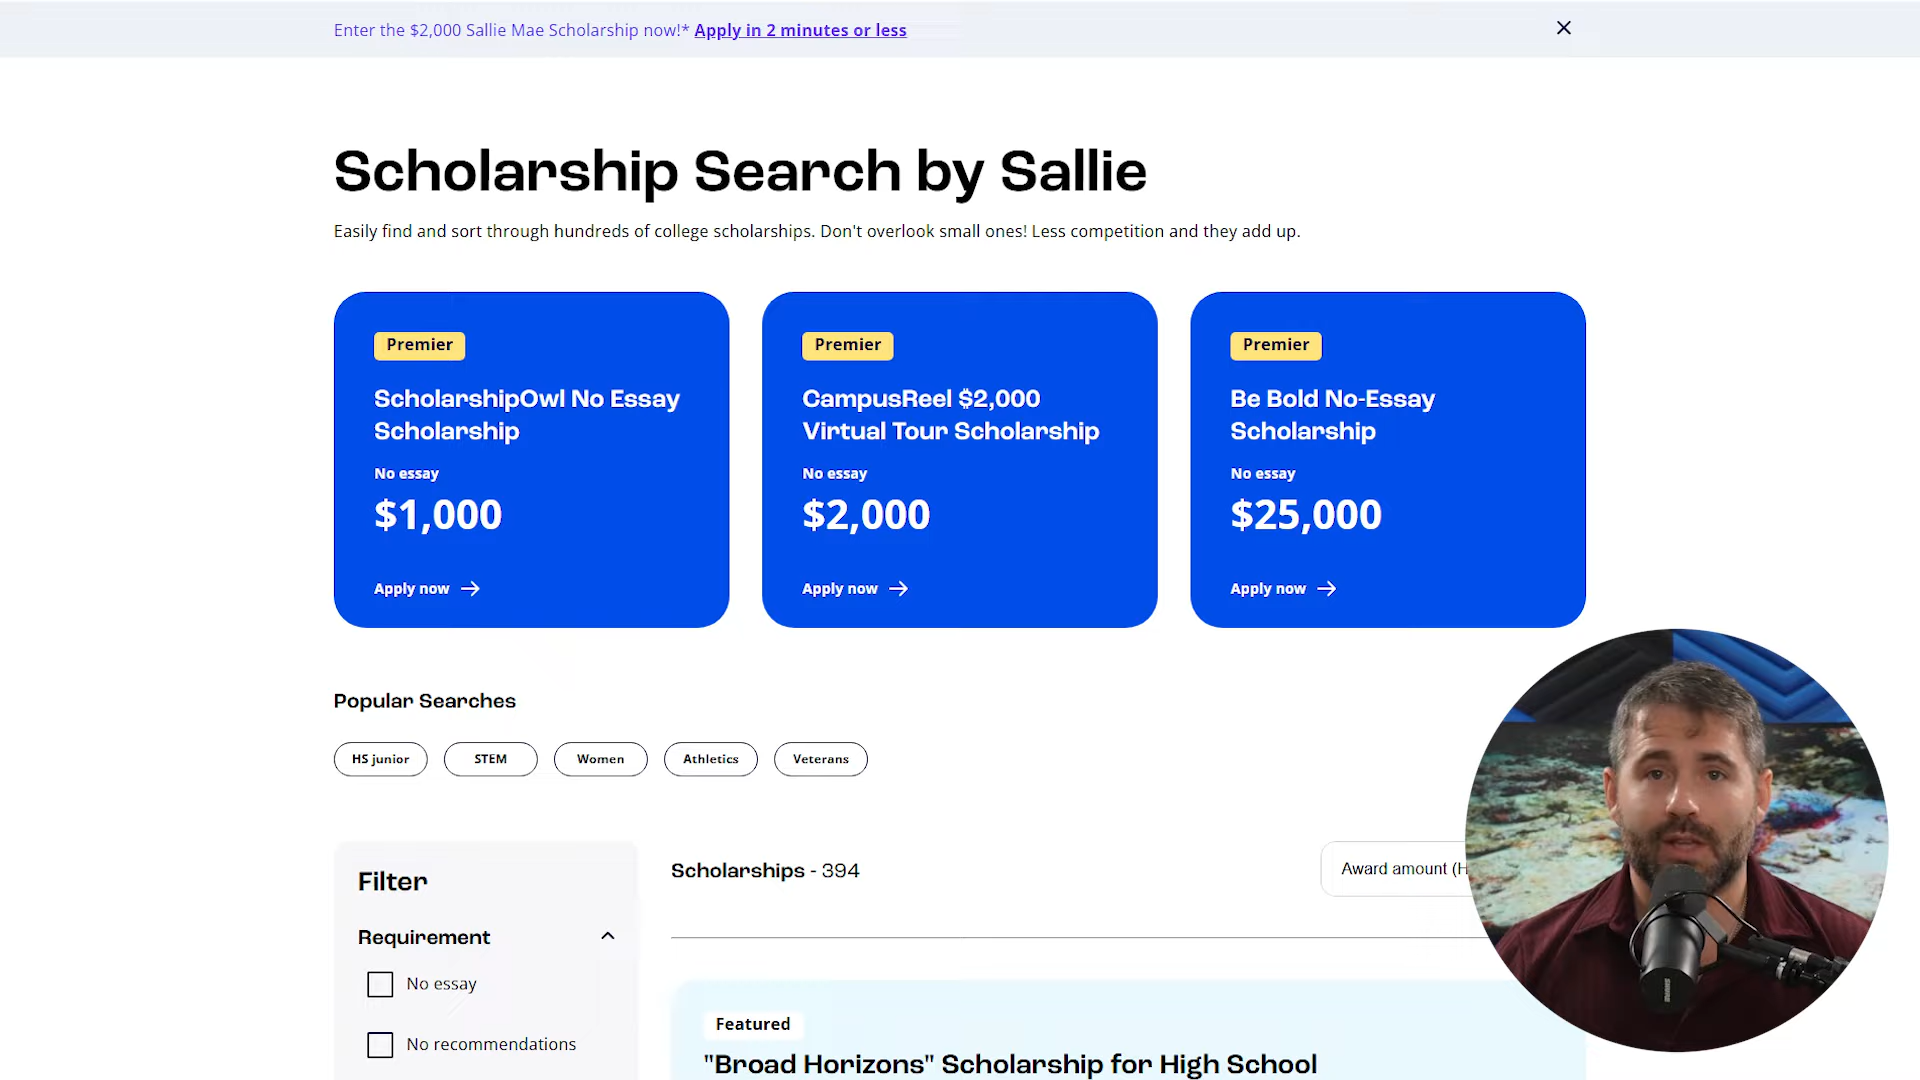 Enter the $2,000 Sallie Mae Scholarship now!* Apply in 2 minutes or less
Scholarship Search by Sallie
Easily find and sort through hundreds of college scholarships. Don't overlook small ones! Less competition and they add up.
Premier
ScholarshipOwl No Essay
Scholarship
No essay
$1,000
Apply now
Premier
CampusReel $2,000
Virtual Tour Scholarship
No essay
$2,000
Apply now
Premier
Be Bold No-Essay
Scholarship
No essay
$25,000
Apply now
Popular Searches
HS junior
STEM
Women
Athletics
Veterans
Filter
Requirement
No essay
No recommendations
Scholarships - 394
Award amount (H
Featured
"Broad Horizons" Scholarship for High School